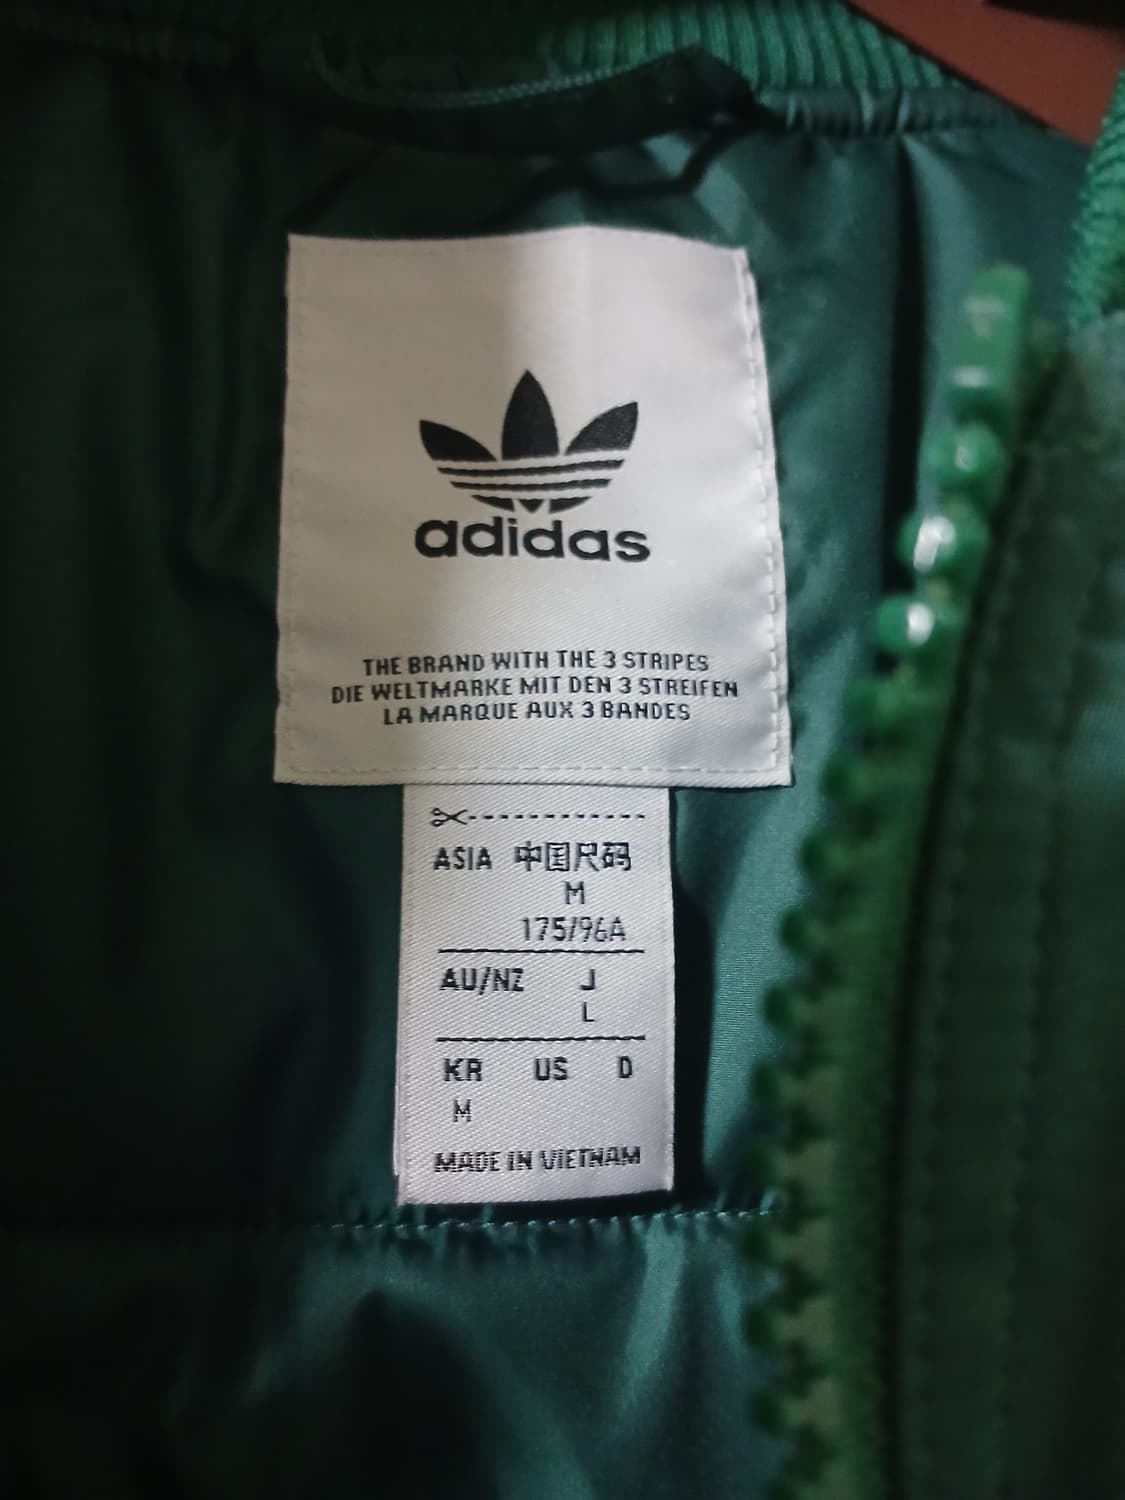 adidas
THE BRAND WITH THE 3 STRIPES
DIE WELTMARKE MIT DEN 3 STREIFEN
LA MARQUE AUX 3 BANDES
ASIA 中国尺码
M
175/96A
AU/NZ J
L
KR US D
M
MADE IN VIETNAM